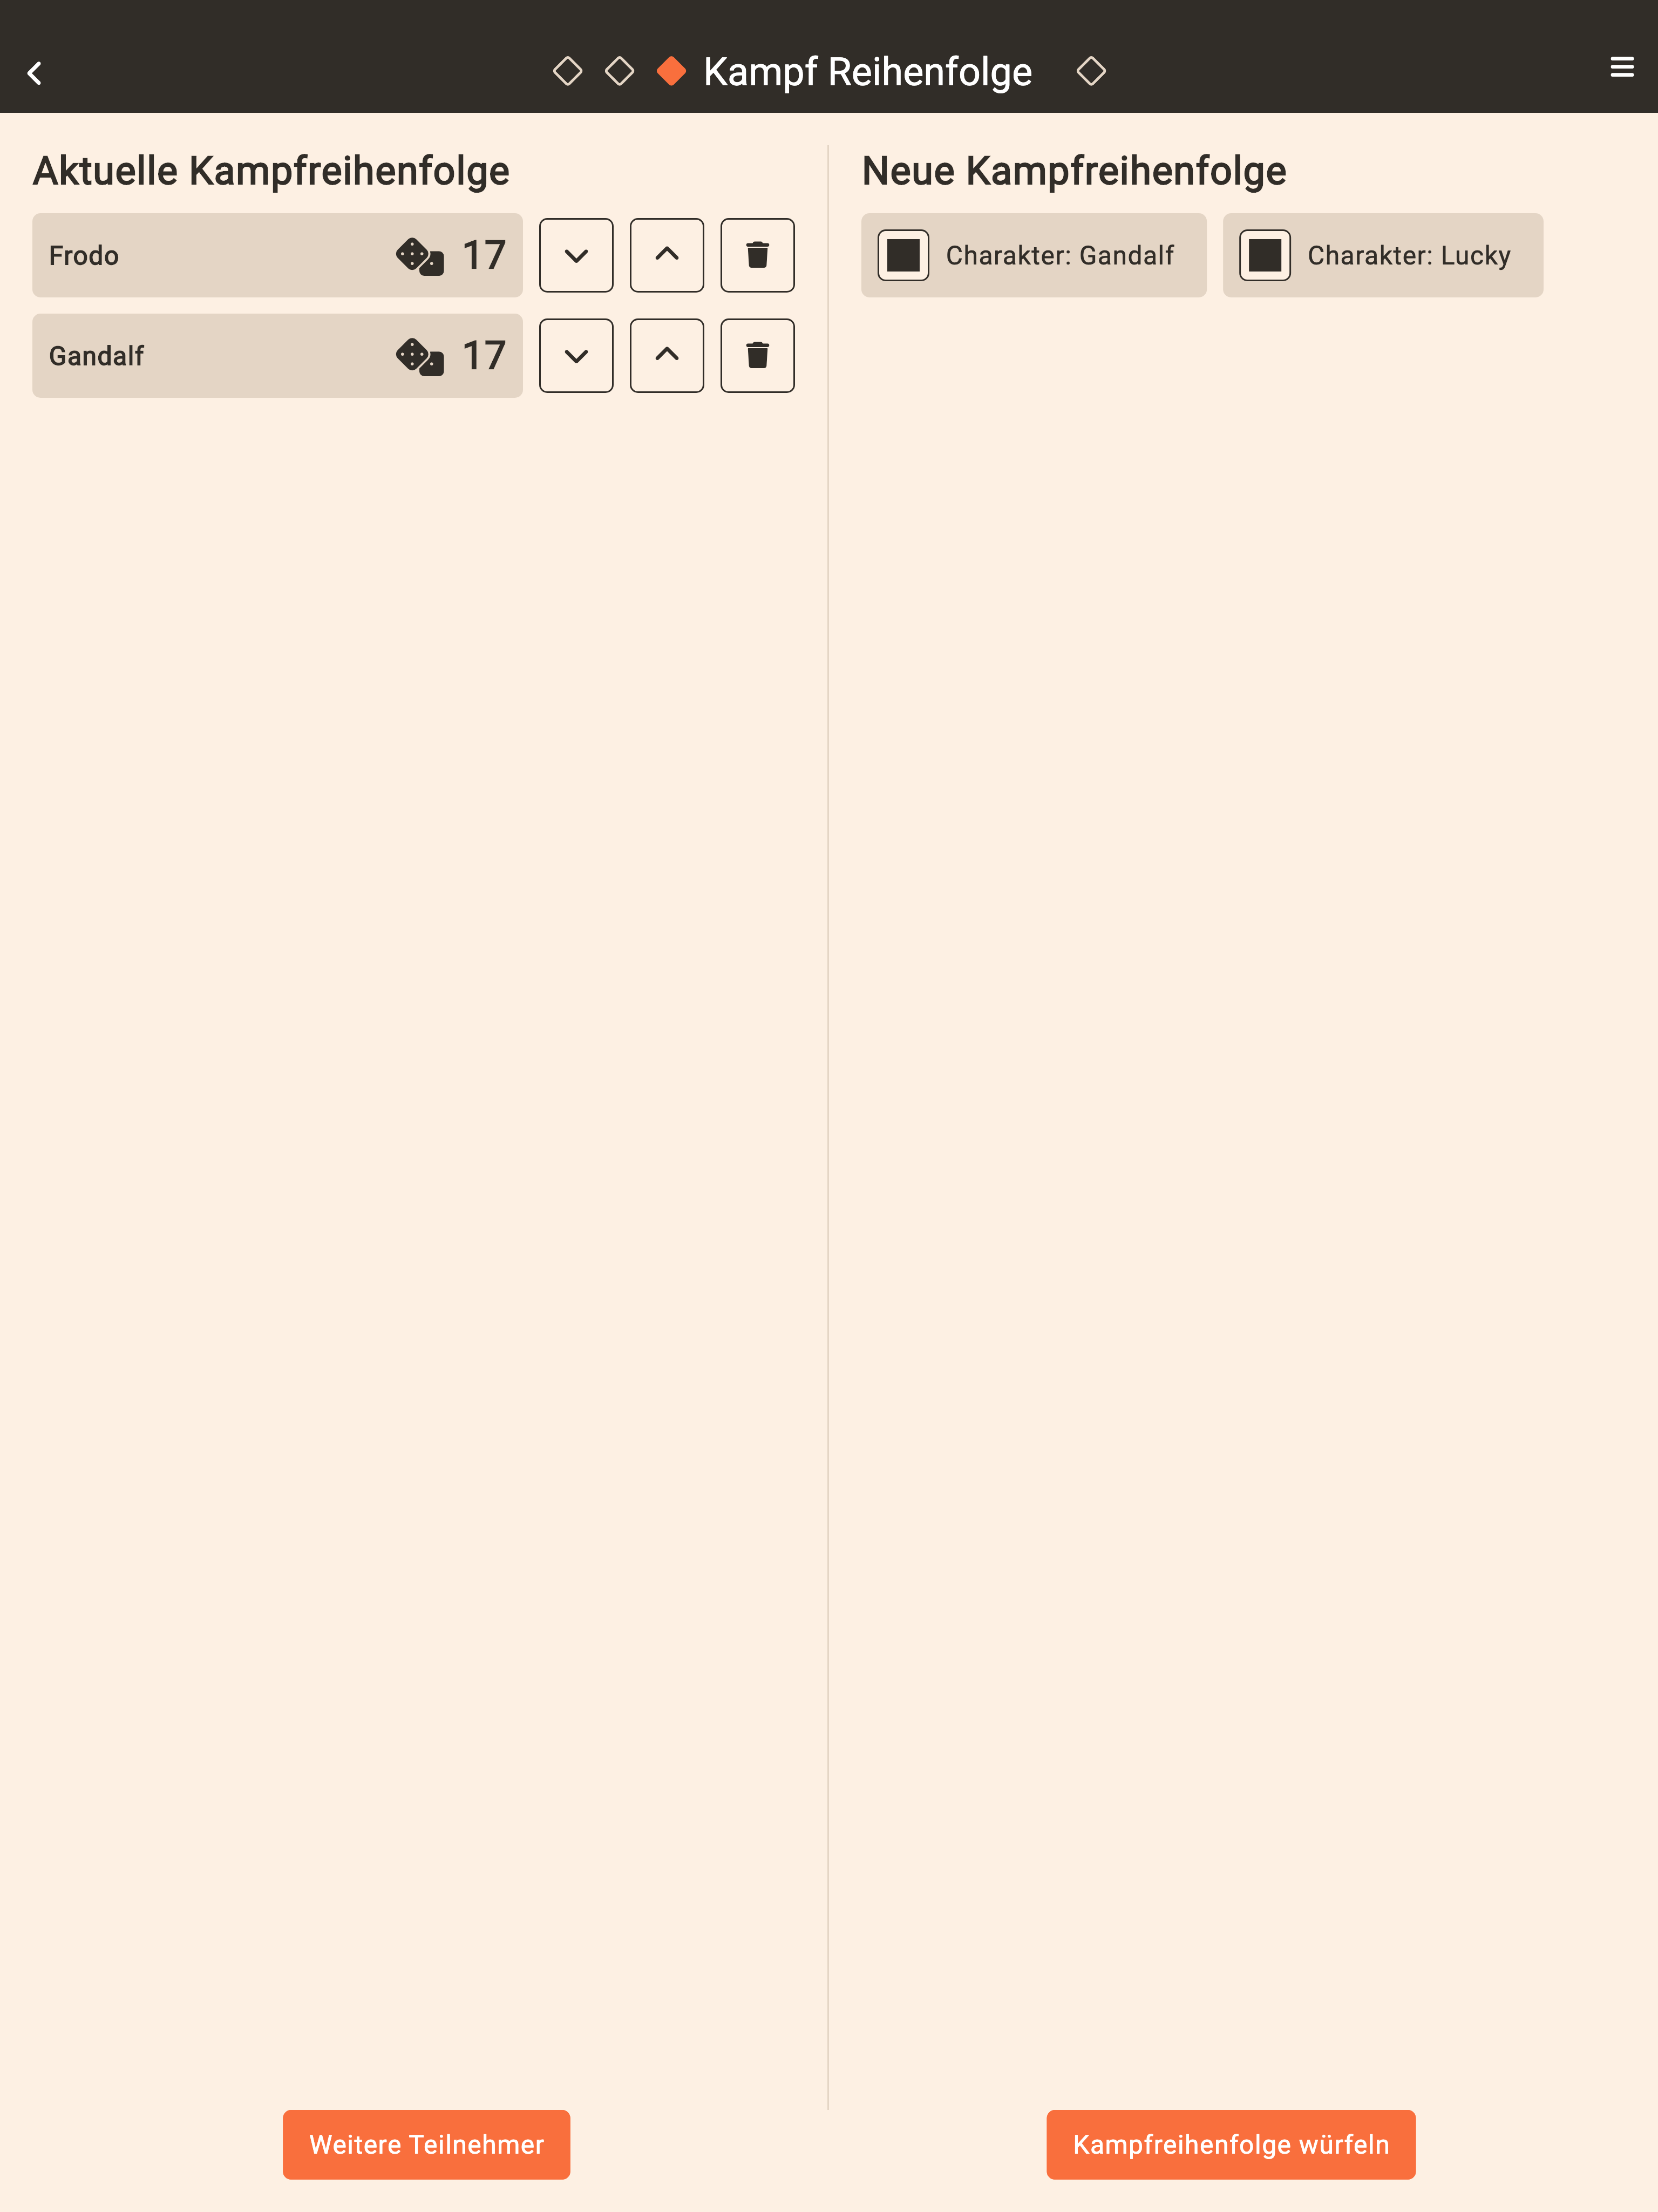 Kampf Reihenfolge
Aktuelle Kampfreihenfolge
Frodo 17
Gandalf 17
Neue Kampfreihenfolge
Charakter: Gandalf
Charakter: Lucky
Weitere Teilnehmer
Kampfreihenfolge würfeln